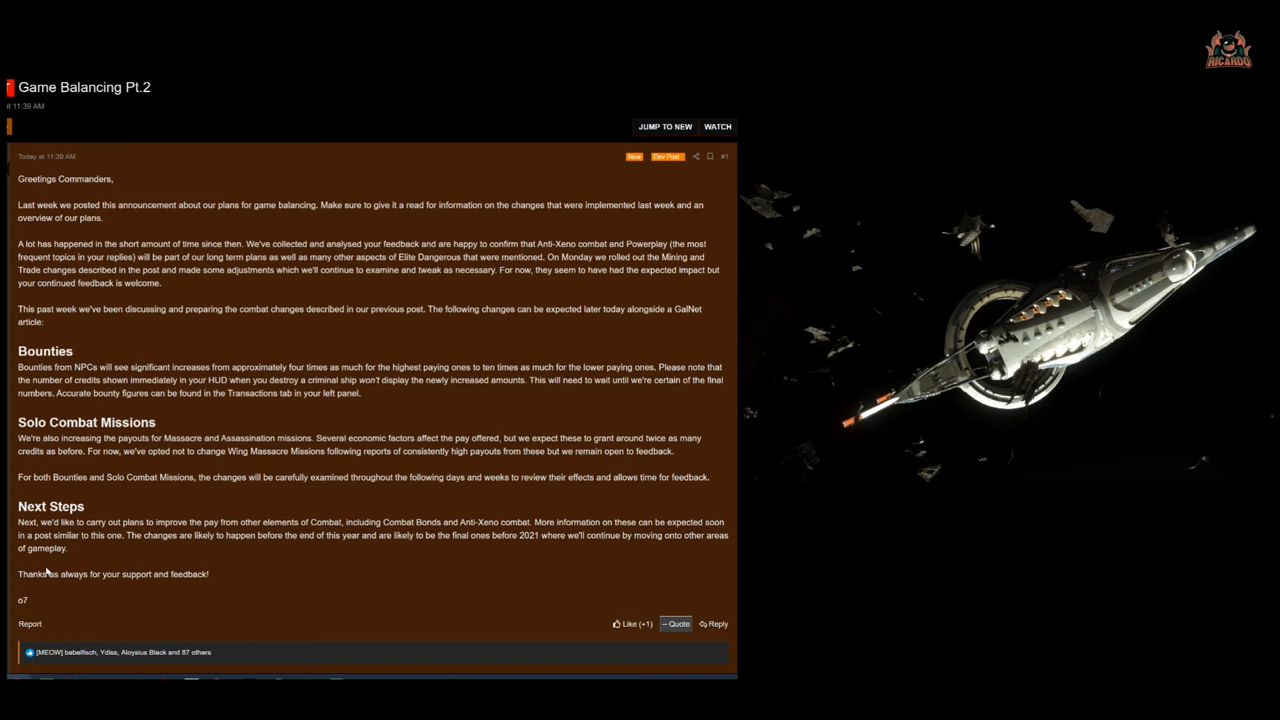 RICARDO
Game Balancing Pt.2
at 11:39 AM
JUMP TO NEW WATCH
Today at 11:39 AM New Dev Post #1
Greetings Commanders,
Last week we posted this announcement about our plans for game balancing. Make sure to give it a read for information on the changes that were implemented last week and an
overview of our plans.
A lot has happened in the short amount of time since then. We've collected and analysed your feedback and are happy to confirm that Anti-Xeno combat and Powerplay (the most
frequent topics in your replies) will be part of our long term plans as well as many other aspects of Elite Dangerous that were mentioned. On Monday we rolled out the Mining and
Trade changes described in the post and made some adjustments which we'll continue to examine and tweak as necessary. For now, they seem to have had the expected impact but
your continued feedback is welcome.
This past week we've been discussing and preparing the combat changes described in our previous post. The following changes can be expected later today alongside a GalNet
article:
Bounties
Bounties from NPCs will see significant increases from approximately four times as much for the highest paying ones to ten times as much for the lower paying ones. Please note that
the number of credits shown immediately in your HUD when you destroy a criminal ship won't display the newly increased amounts. This will need to wait until we're certain of the final
numbers. Accurate bounty figures can be found in the Transactions tab in your left panel.
Solo Combat Missions
We're also increasing the payouts for Massacre and Assassination missions. Several economic factors affect the pay offered, but we expect these to grant around twice as many
credits as before. For now, we've opted not to change Wing Massacre Missions following reports of consistently high payouts from these but we remain open to feedback.
For both Bounties and Solo Combat Missions, the changes will be carefully examined throughout the following days and weeks to review their effects and allows time for feedback.
Next Steps
Next, we'd like to carry out plans to improve the pay from other elements of Combat, including Combat Bonds and Anti-Xeno combat. More information on these can be expected soon
in a post similar to this one. The changes are likely to happen before the end of this year and are likely to be the final ones before 2021 where we'll continue by moving onto other areas
of gameplay.
Thanks as always for your support and feedback!
o7
Report Like (+1) Quote Reply
[MEOW] babelfisch, Ydiss, Aloysius Black and 87 others